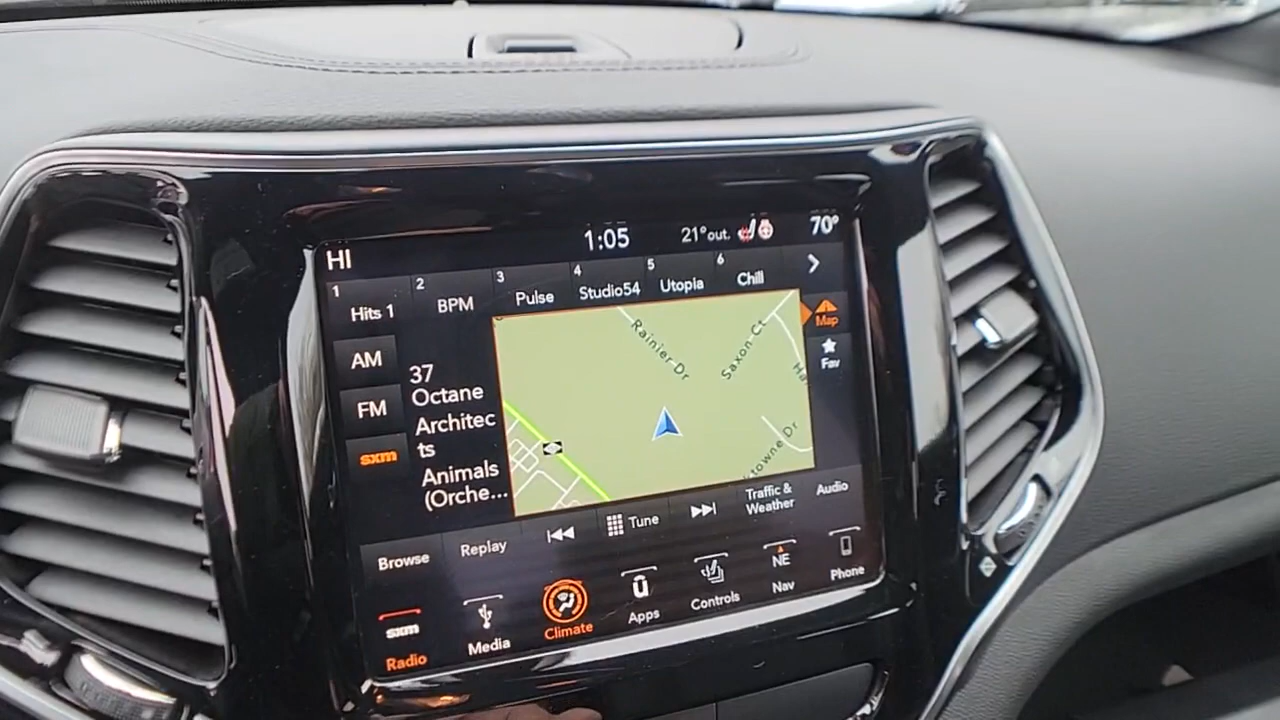 HI
1:05
21°out.
70°
1
Hits 1
2
BPM
3
Pulse
4
Studio54
5
Utopia
6
Chill
AM
FM
sxm
37
Octane
Architec
ts
Animals
(Orche...
Rainier Dr
Saxon Ct
Map
Fav
Browse
Replay
Tune
Traffic &
Weather
Audio
sxm
Radio
Media
Climate
Apps
Controls
NE
Nav
Phone